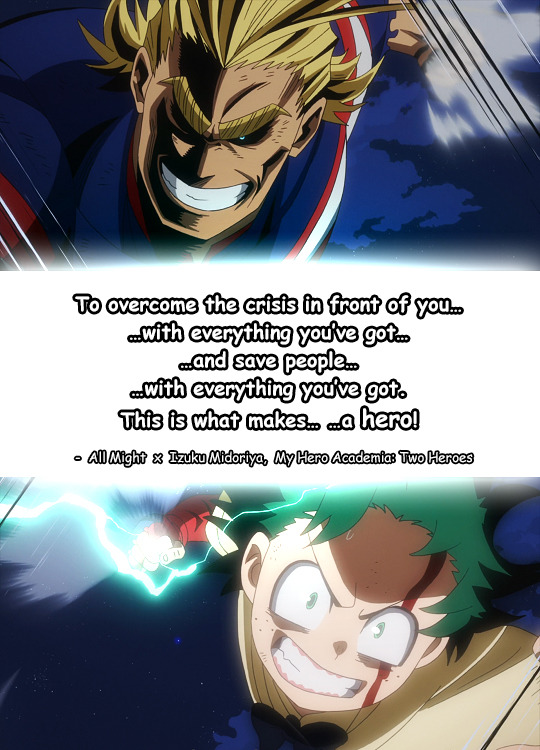 To overcome the crisis in front of you...
...with everything you've got...
...and save people...
...with everything you've got.
This is what makes... ...a hero!
- All Might x Izuku Midoriya, My Hero Academia: Two Heroes